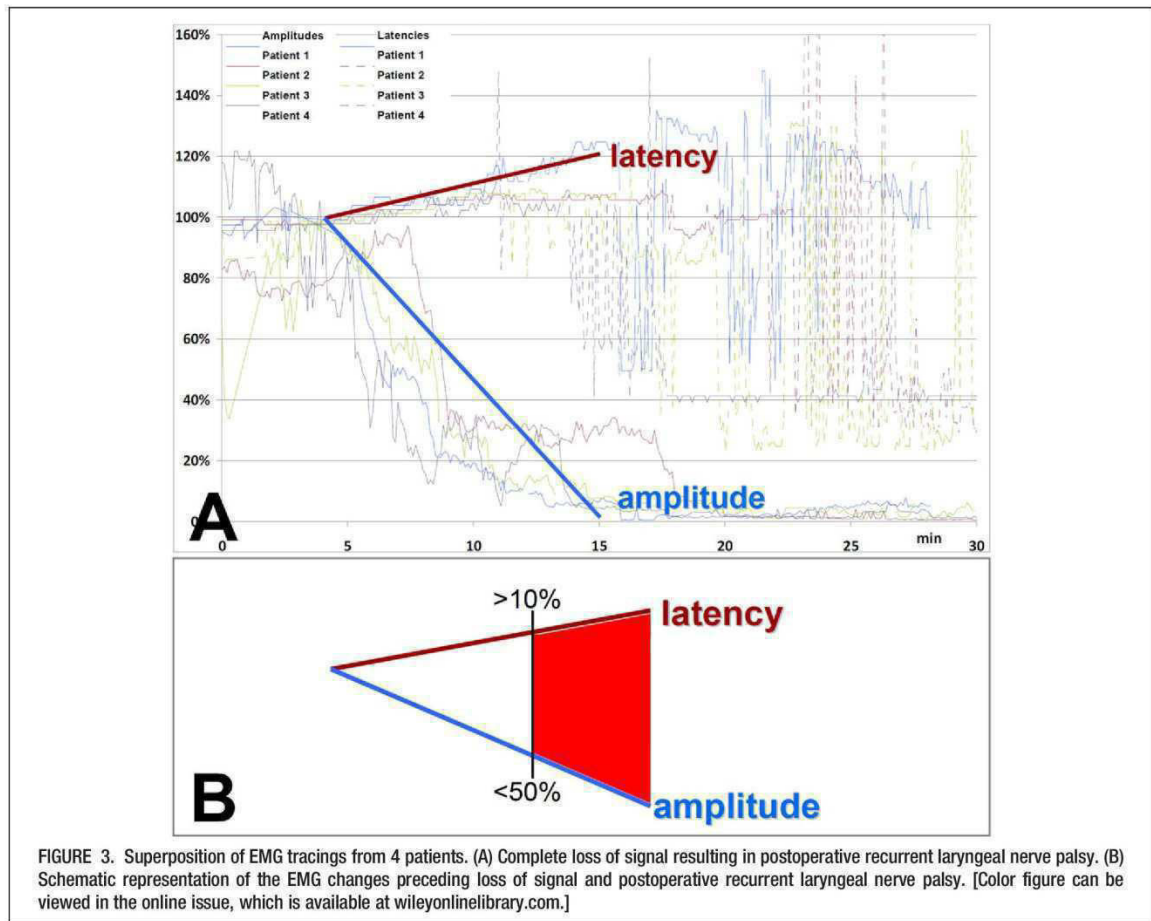 160%
Amplitudes Latencies
Patient 1 Patient 1
Patient 2 Patient 2
140%
Patient 3 Patient 3
Patient 4 Patient 4
120%
latency
100%
80%
60%
40%
20%
amplitude
A
0 5 10 15 20 25 min 30
>10%
latency
B
<50%
amplitude
FIGURE 3. Superposition of EMG tracings from 4 patients. (A) Complete loss of signal resulting in postoperative recurrent laryngeal nerve palsy. (B)
Schematic representation of the EMG changes preceding loss of signal and postoperative recurrent laryngeal nerve palsy. [Color figure can be
viewed in the online issue, which is available at wileyonlinelibrary.com.]